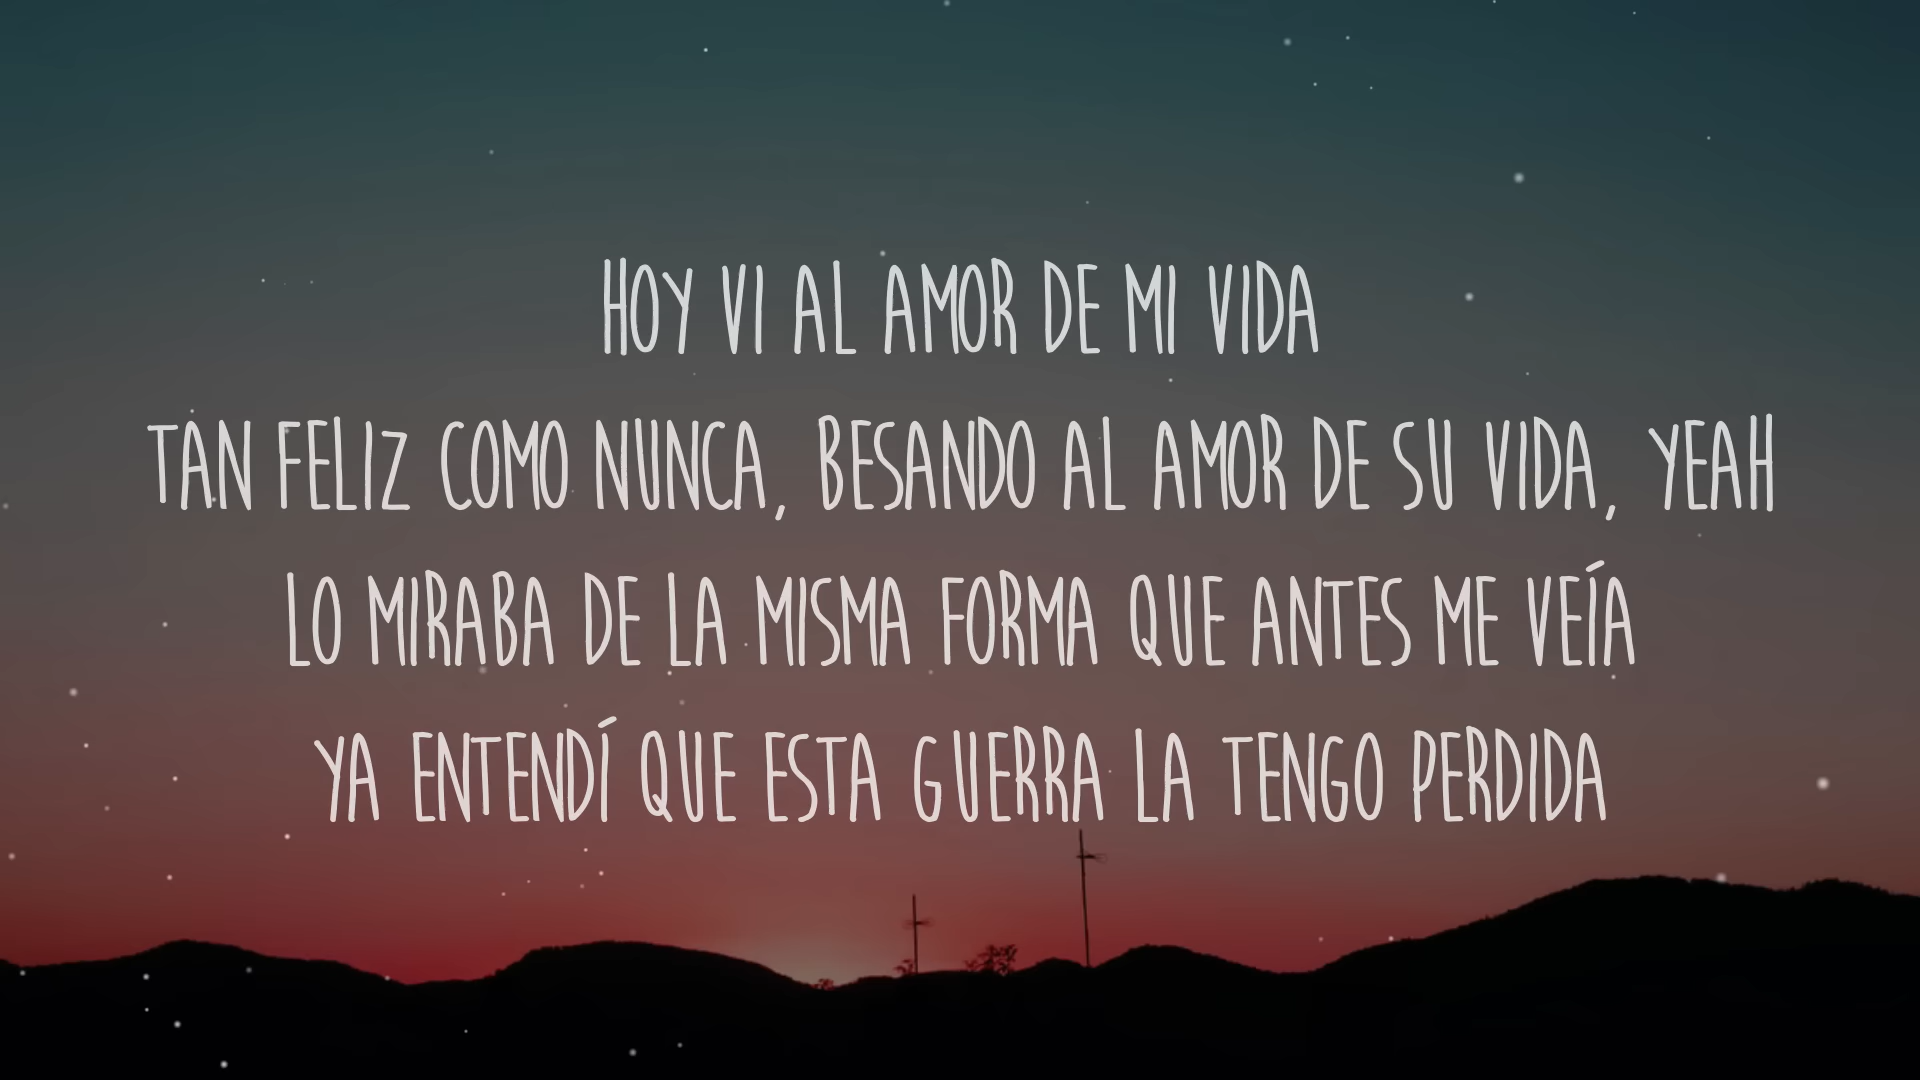 HOY VI AL AMOR DE MI VIDA
TAN FELIZ COMO NUNCA, BESANDO AL AMOR DE SU VIDA, YEAH
LO MIRABA DE LA MISMA FORMA QUE ANTES ME VEÍA
YA ENTENDÍ QUE ESTA GUERRA LA TENGO PERDIDA